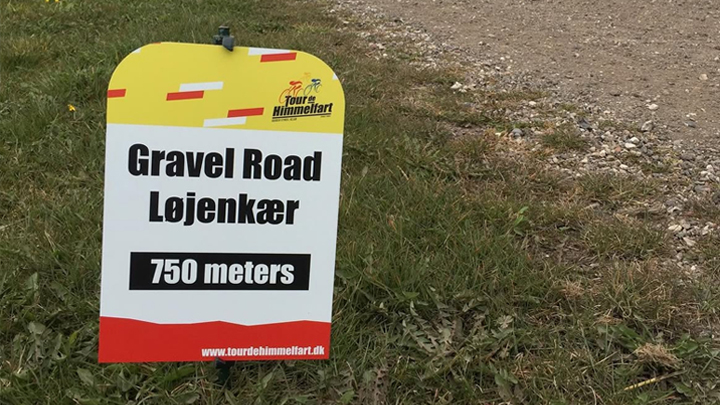 Tour de
Himmelfart
Gravel Road
Løjenkær
750 meters
www.tourdehimmelfart.dk